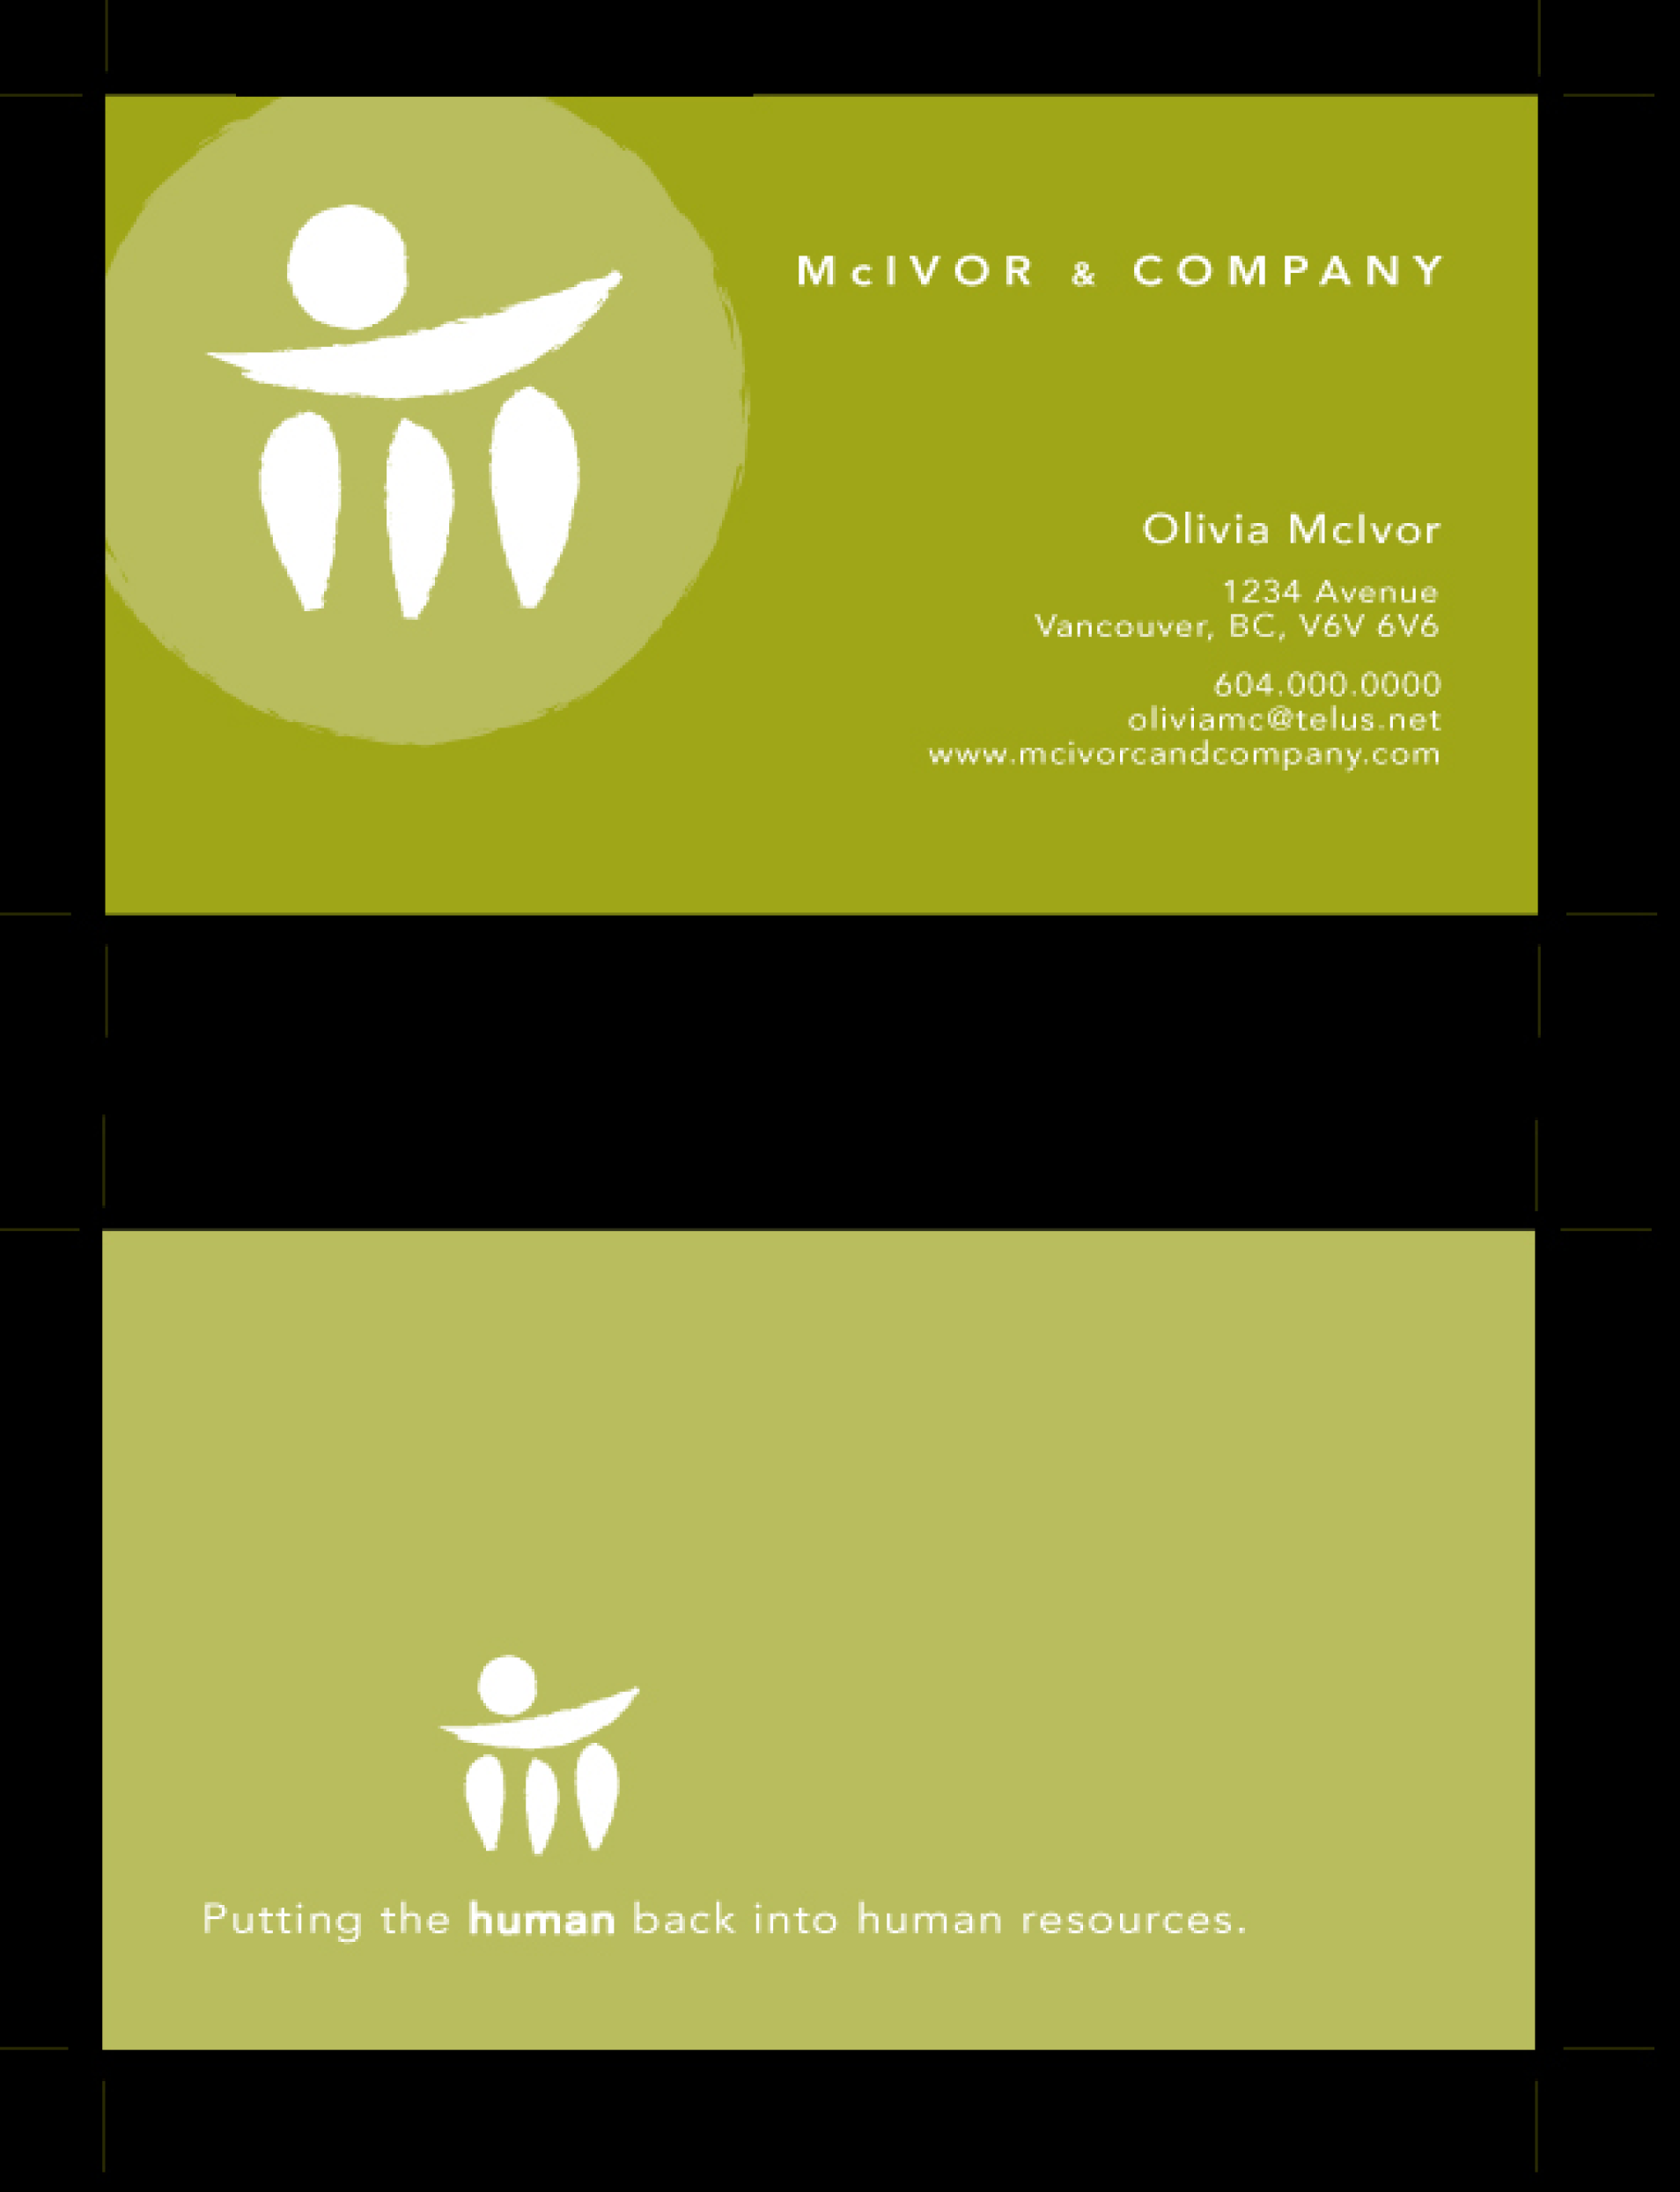 McIVOR & COMPANY
Olivia McIvor
1234 Avenue
Vancouver, BC, V6V 6V6
604.000.0000
oliviamc@telus.net
www.mcivorcandcompany.com
Putting the human back into human resources.